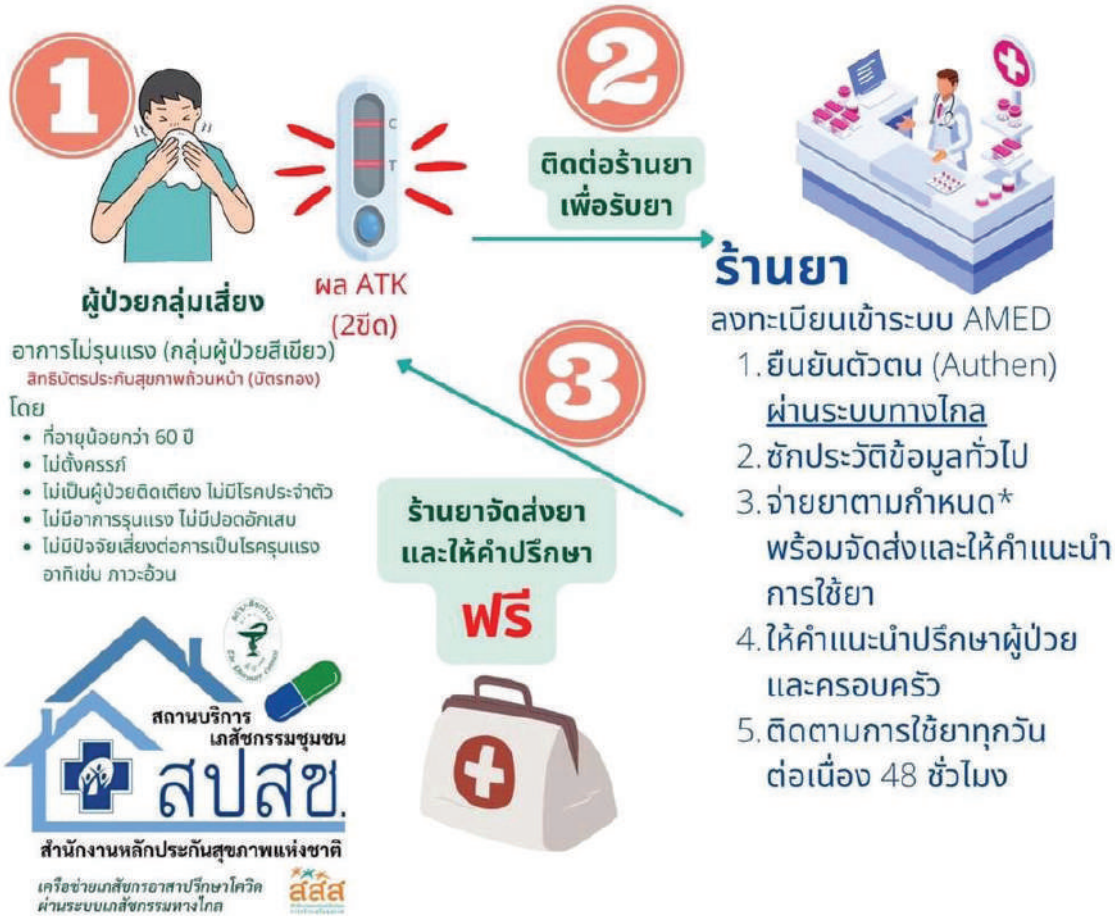 1
C
T
ผล ATK
(2ขีด)
ผู้ป่วยกลุ่มเสี่ยง
อาการไม่รุนแรง (กลุ่มผู้ป่วยสีเขียว)
สิทธิบัตรประกันสุขภาพถ้วนหน้า (บัตรทอง)
โดย
• ที่อายุน้อยกว่า 60 ปี
• ไม่ตั้งครรภ์
• ไม่เป็นผู้ป่วยติดเตียง ไม่มีโรคประจำตัว
• ไม่มีอาการรุนแรง ไม่มีปอดอักเสบ
• ไม่มีปัจจัยเสี่ยงต่อการเป็นโรครุนแรง
อาทิเช่น ภาวะอ้วน
2
ติดต่อร้านยา
เพื่อรับยา
ร้านยา
ลงทะเบียนเข้าระบบ AMED
1. ยืนยันตัวตน (Authen)
ผ่านระบบทางไกล
2. ซักประวัติข้อมูลทั่วไป
3. จ่ายยาตามกำหนด*
พร้อมจัดส่งและให้คำแนะนำ
การใช้ยา
4. ให้คำแนะนำปรึกษาผู้ป่วย
และครอบครัว
5. ติดตามการใช้ยาทุกวัน
ต่อเนื่อง 48 ชั่วโมง
3
ร้านยาจัดส่งยา
และให้คำปรึกษา
ฟรี
สถานบริการ
เภสัชกรรมชุมชน
สปสช.
สำนักงานหลักประกันสุขภาพแห่งชาติ
เครือข่ายเภสัชกรอาสาปรึกษาโควิด
ผ่านระบบเภสัชกรรมทางไกล
สสส